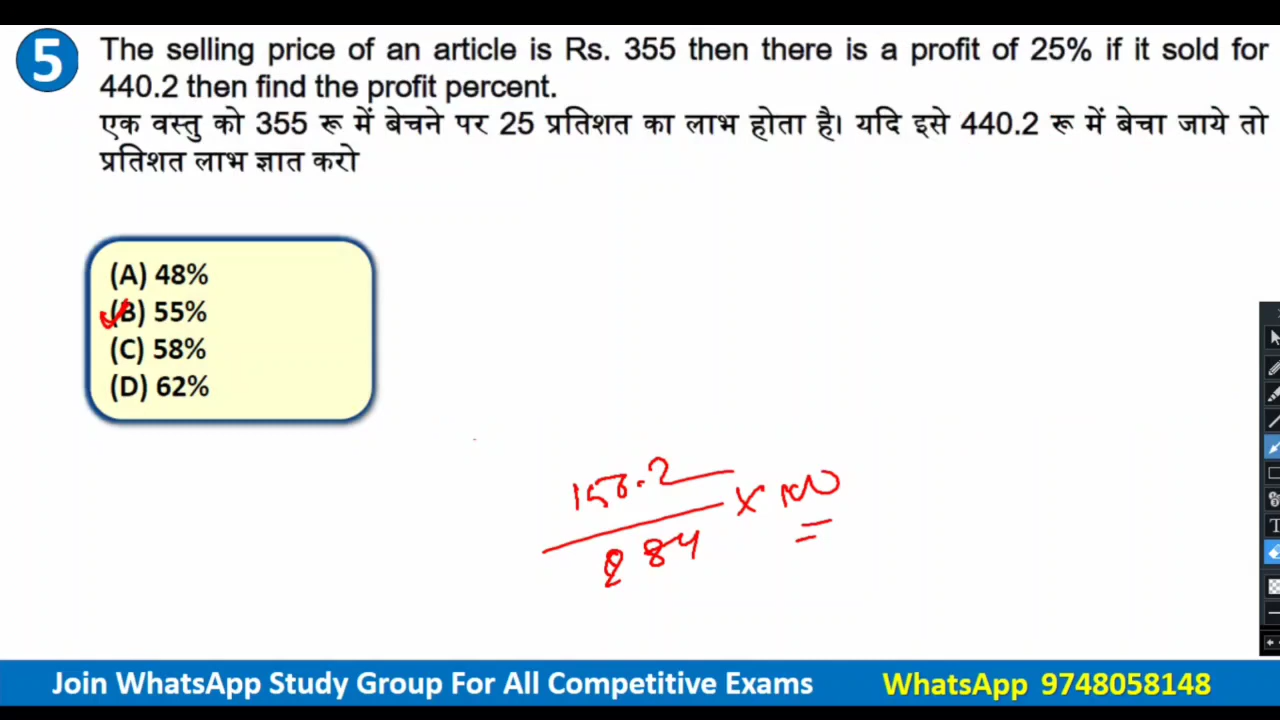 5
The selling price of an article is Rs. 355 then there is a profit of 25% if it sold for
440.2 then find the profit percent.
एक वस्तु को 355 रू में बेचने पर 25 प्रतिशत का लाभ होता है। यदि इसे 440.2 रू में बेचा जाये तो
प्रतिशत लाभ ज्ञात करो
(A) 48%
(B) 55%
(C) 58%
(D) 62%
156.2
284
× 100
Join WhatsApp Study Group For All Competitive Exams WhatsApp 9748058148